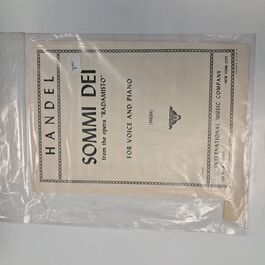 HANDEL
SOMMI DEI
from the opera "RADAMISTO"
FOR VOICE AND PIANO
(HIGH)
INTERNATIONAL MUSIC COMPANY
NEW YORK CITY